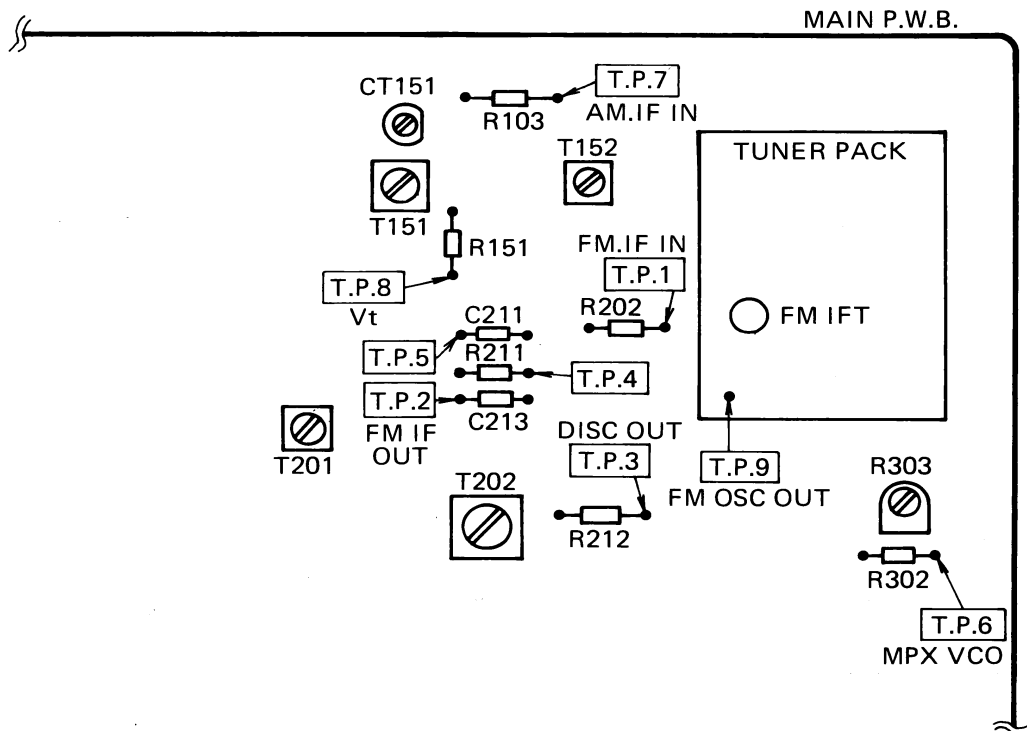 MAIN P.W.B.
CT151
R103
T.P.7
AM.IF IN
T152
TUNER PACK
T151
R151
FM.IF IN
T.P.1
T.P.8
Vt
R202
FM IFT
C211
T.P.5
R211
T.P.4
T.P.2
C213
FM IF
OUT
T201
DISC OUT
T.P.3
T.P.9
FM OSC OUT
R303
T202
R212
R302
T.P.6
MPX VCO